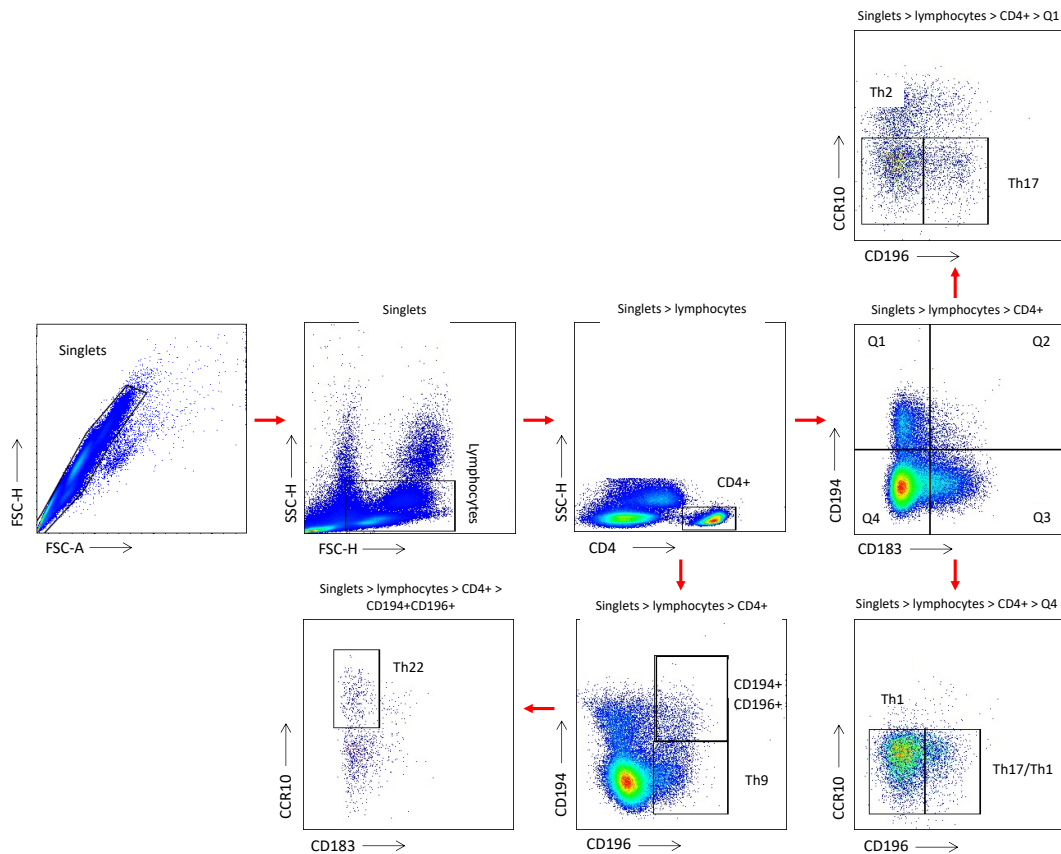 Singlets > lymphocytes > CD4+ > Q1
Th2
Th17
CCR10
CD196
Singlets
FSC-H
FSC-A
Singlets
Lymphocytes
SSC-H
FSC-H
Singlets > lymphocytes
CD4+
SSC-H
CD4
Singlets > lymphocytes > CD4+
Q1
Q2
Q4
Q3
CD194
CD183
Singlets > lymphocytes > CD4+ >
CD194+CD196+
Th22
CCR10
CD183
Singlets > lymphocytes > CD4+
CD194+
CD196+
Th9
CD194
CD196
Singlets > lymphocytes > CD4+ > Q4
Th1
Th17/Th1
CCR10
CD196